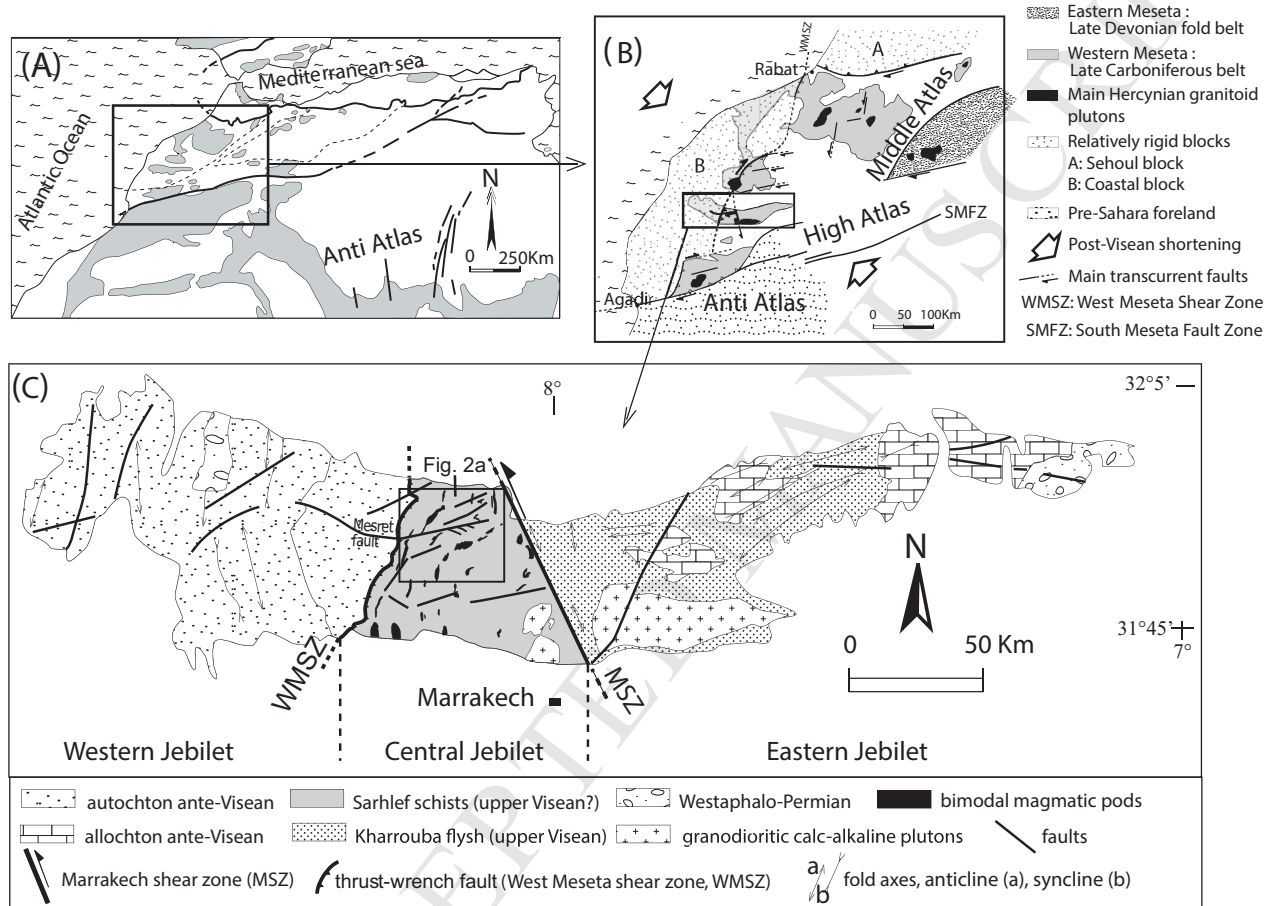 (A)
Mediterranean sea
Atlantic Ocean
Anti Atlas
N
0 250Km
(B)
WMSZ
A
Rabat
Middle Atlas
B
High Atlas
SMFZ
Agadir
Anti Atlas
0 50 100Km
Eastern Meseta :
Late Devonian fold belt
Western Meseta :
Late Carboniferous belt
Main Hercynian granitoid
plutons
Relatively rigid blocks
A: Sehoul block
B: Coastal block
Pre-Sahara foreland
Post-Visean shortening
Main transcurrent faults
WMSZ: West Meseta Shear Zone
SMFZ: South Meseta Fault Zone
(C)
8°
32°5'
Fig. 2a
Mesret
fault
N
31°45'
7°
0 50 Km
WMSZ
MSZ
Marrakech
Western Jebilet
Central Jebilet
Eastern Jebilet
autochton ante-Visean
Sarhlef schists (upper Visean?)
Westaphalo-Permian
bimodal magmatic pods
allochton ante-Visean
Kharrouba flysh (upper Visean)
granodioritic calc-alkaline plutons
faults
Marrakech shear zone (MSZ)
thrust-wrench fault (West Meseta shear zone, WMSZ)
a
b
fold axes, anticline (a), syncline (b)
EPTED MANUSCR